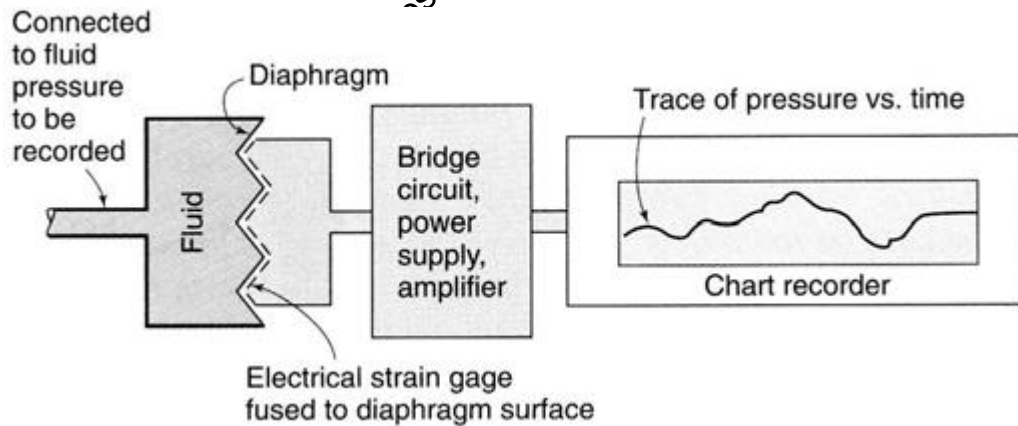 Connected
to fluid
pressure
to be
recorded
Diaphragm
Fluid
Bridge
circuit,
power
supply,
amplifier
Trace of pressure vs. time
Chart recorder
Electrical strain gage
fused to diaphragm surface